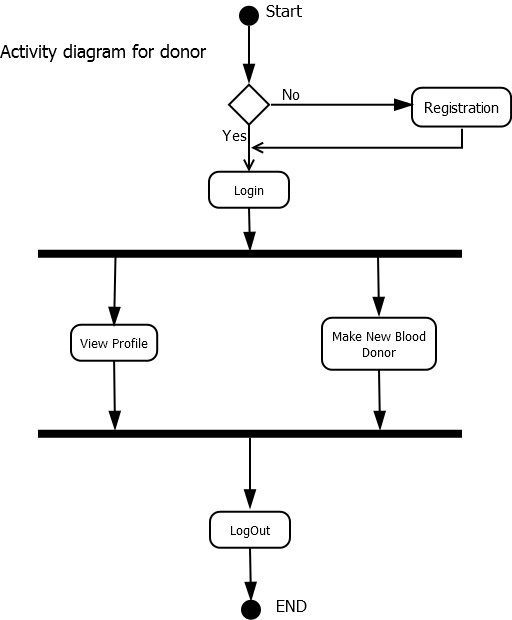 Start
Activity diagram for donor
No
Registration
Yes
Login
View Profile
Make New Blood
Donor
LogOut
END